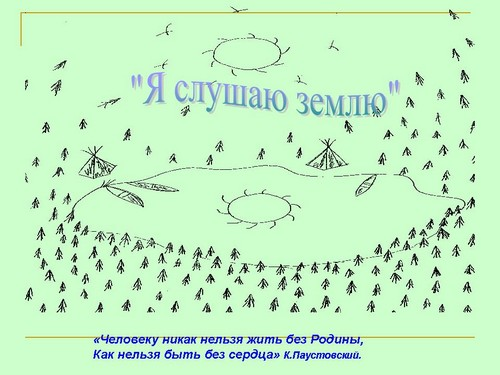 "Я слушаю землю"
«Человеку никак нельзя жить без Родины,
Как нельзя быть без сердца» К.Паустовский.